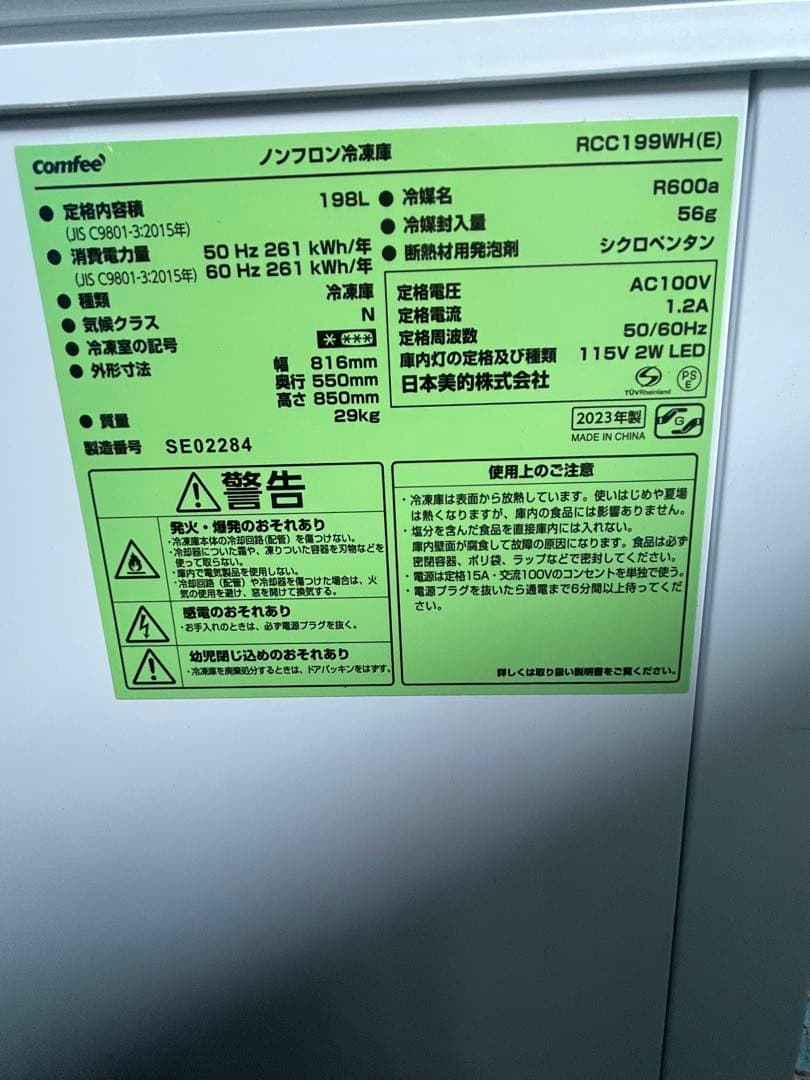 comfee'
ノンフロン冷凍庫
RCC199WH(E)
● 定格内容積 198L
(JIS C9801-3:2015年)
● 消費電力量 50 Hz 261 kWh/年
(JIS C9801-3:2015年) 60 Hz 261 kWh/年
● 種類 冷凍庫
● 気候クラス N
● 冷凍室の記号 ****
● 外形寸法 幅 816mm
奥行 550mm
高さ 850mm
● 質量 29kg
製造番号 SE02284
● 冷媒名 R600a
● 冷媒封入量 56g
● 断熱材用発泡剤 シクロペンタン
定格電圧 AC100V
定格電流 1.2A
定格周波数 50/60Hz
庫内灯の定格及び種類 115V 2W LED
日本美的株式会社
TÜVRheinland
PS
E
2023年製
MADE IN CHINA
G
警告
発火・爆発のおそれあり
・冷凍庫本体の冷却回路(配管)を傷つけない。
・冷却器についた霜や、凍りついた容器を刃物などを
使って取らない。
・庫内で電気製品を使用しない。
・冷却回路（配管）や冷却器を傷つけた場合は、火
気の使用を避け、窓を開けて換気する。
感電のおそれあり
・お手入れのときは、必ず電源プラグを抜く。
幼児閉じ込めのおそれあり
・冷凍庫を廃棄処分するときは、ドアパッキンをはずす。
使用上のご注意
・冷凍庫は表面から放熱しています。使いはじめや夏場
は熱くなりますが、庫内の食品には影響ありません。
・塩分を含んだ食品を直接庫内には入れない。
庫内壁面が腐食して故障の原因になります。食品は必ず
密閉容器、ポリ袋、ラップなどで密封してください。
・電源は定格15A・交流100Vのコンセントを単独で使う。
・電源プラグを抜いたら通電まで6分間以上待ってくだ
さい。
詳しくは取り扱い説明書をご覧ください。